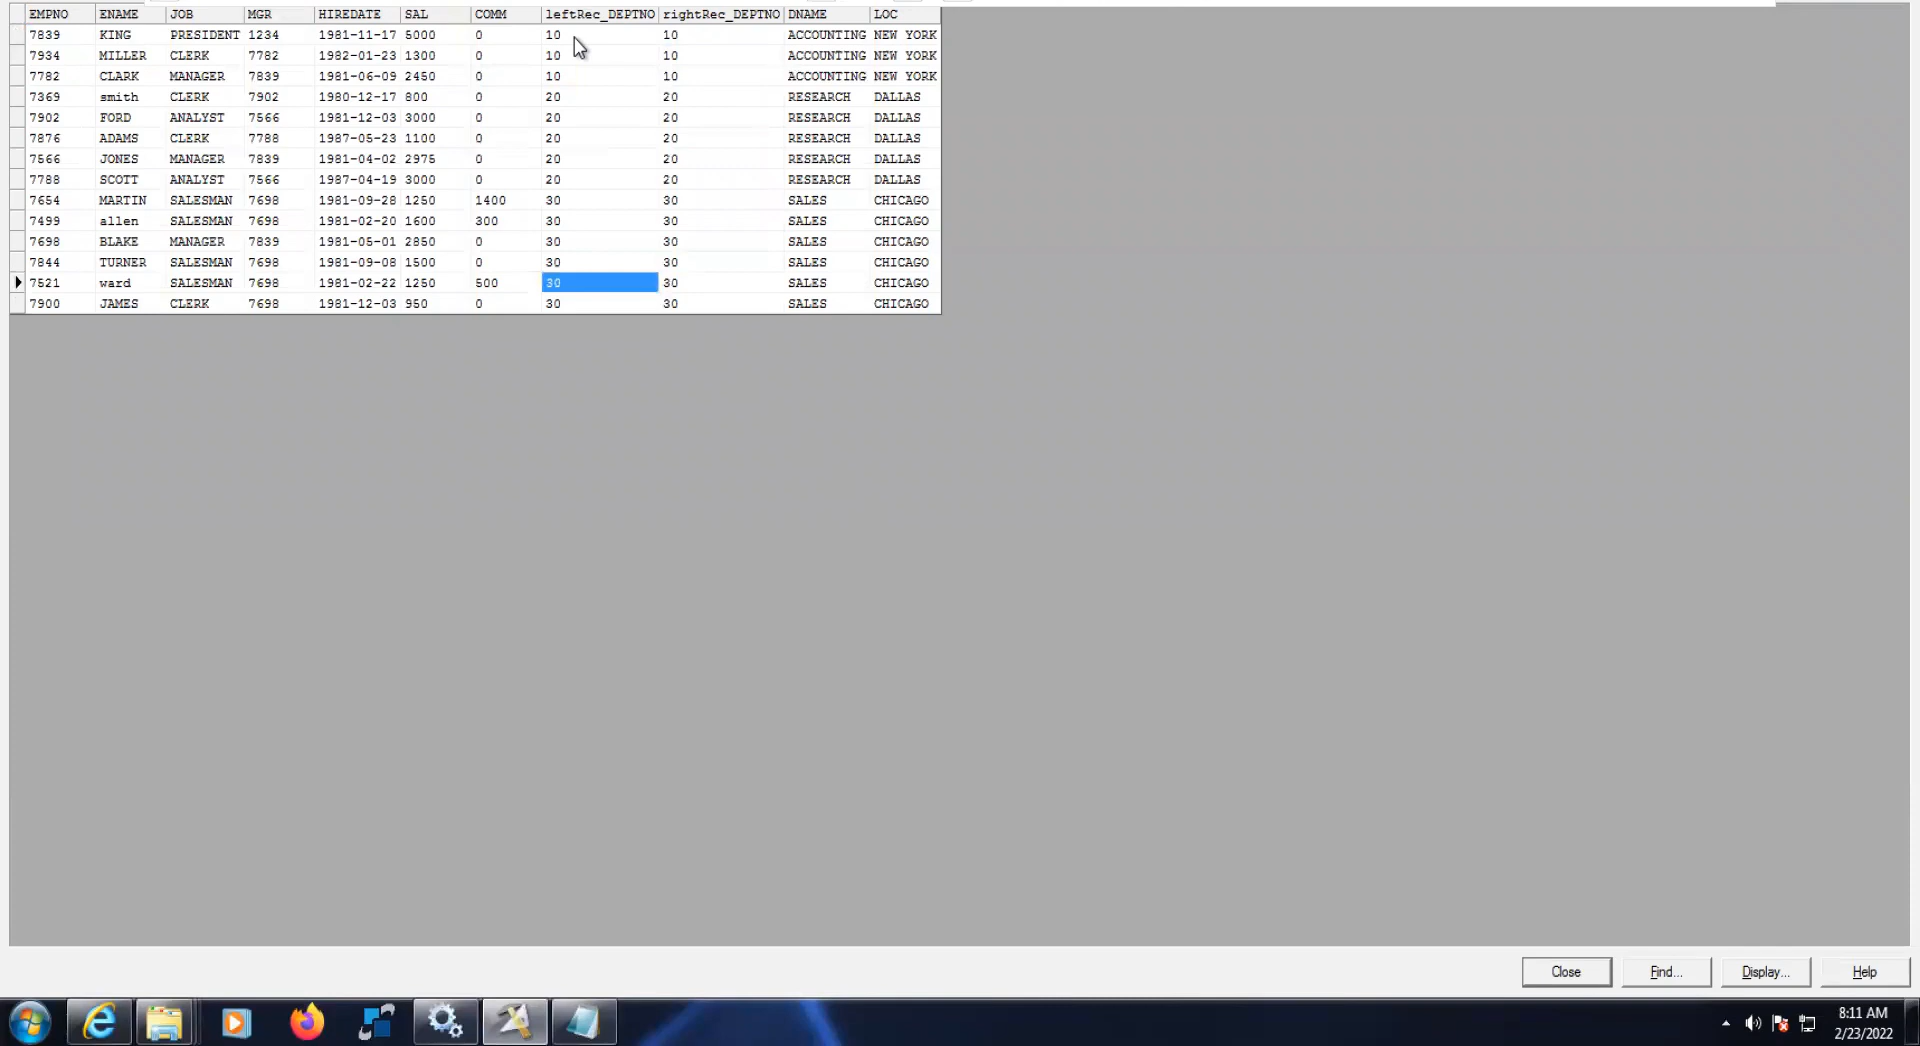 EMPNO ENAME JOB MGR HIREDATE SAL COMM leftRec_DEPTNO rightRec_DEPTNO DNAME LOC
7839 KING PRESIDENT 1234 1981-11-17 5000 0 10 10 ACCOUNTING NEW YORK
7934 MILLER CLERK 7782 1982-01-23 1300 0 10 10 ACCOUNTING NEW YORK
7782 CLARK MANAGER 7839 1981-06-09 2450 0 10 10 ACCOUNTING NEW YORK
7369 smith CLERK 7902 1980-12-17 800 0 20 20 RESEARCH DALLAS
7902 FORD ANALYST 7566 1981-12-03 3000 0 20 20 RESEARCH DALLAS
7876 ADAMS CLERK 7788 1987-05-23 1100 0 20 20 RESEARCH DALLAS
7566 JONES MANAGER 7839 1981-04-02 2975 0 20 20 RESEARCH DALLAS
7788 SCOTT ANALYST 7566 1987-04-19 3000 0 20 20 RESEARCH DALLAS
7654 MARTIN SALESMAN 7698 1981-09-28 1250 1400 30 30 SALES CHICAGO
7499 allen SALESMAN 7698 1981-02-20 1600 300 30 30 SALES CHICAGO
7698 BLAKE MANAGER 7839 1981-05-01 2850 0 30 30 SALES CHICAGO
7844 TURNER SALESMAN 7698 1981-09-08 1500 0 30 30 SALES CHICAGO
7521 ward SALESMAN 7698 1981-02-22 1250 500 30 30 SALES CHICAGO
7900 JAMES CLERK 7698 1981-12-03 950 0 30 30 SALES CHICAGO
Close Find... Display... Help
8:11 AM
2/23/2022